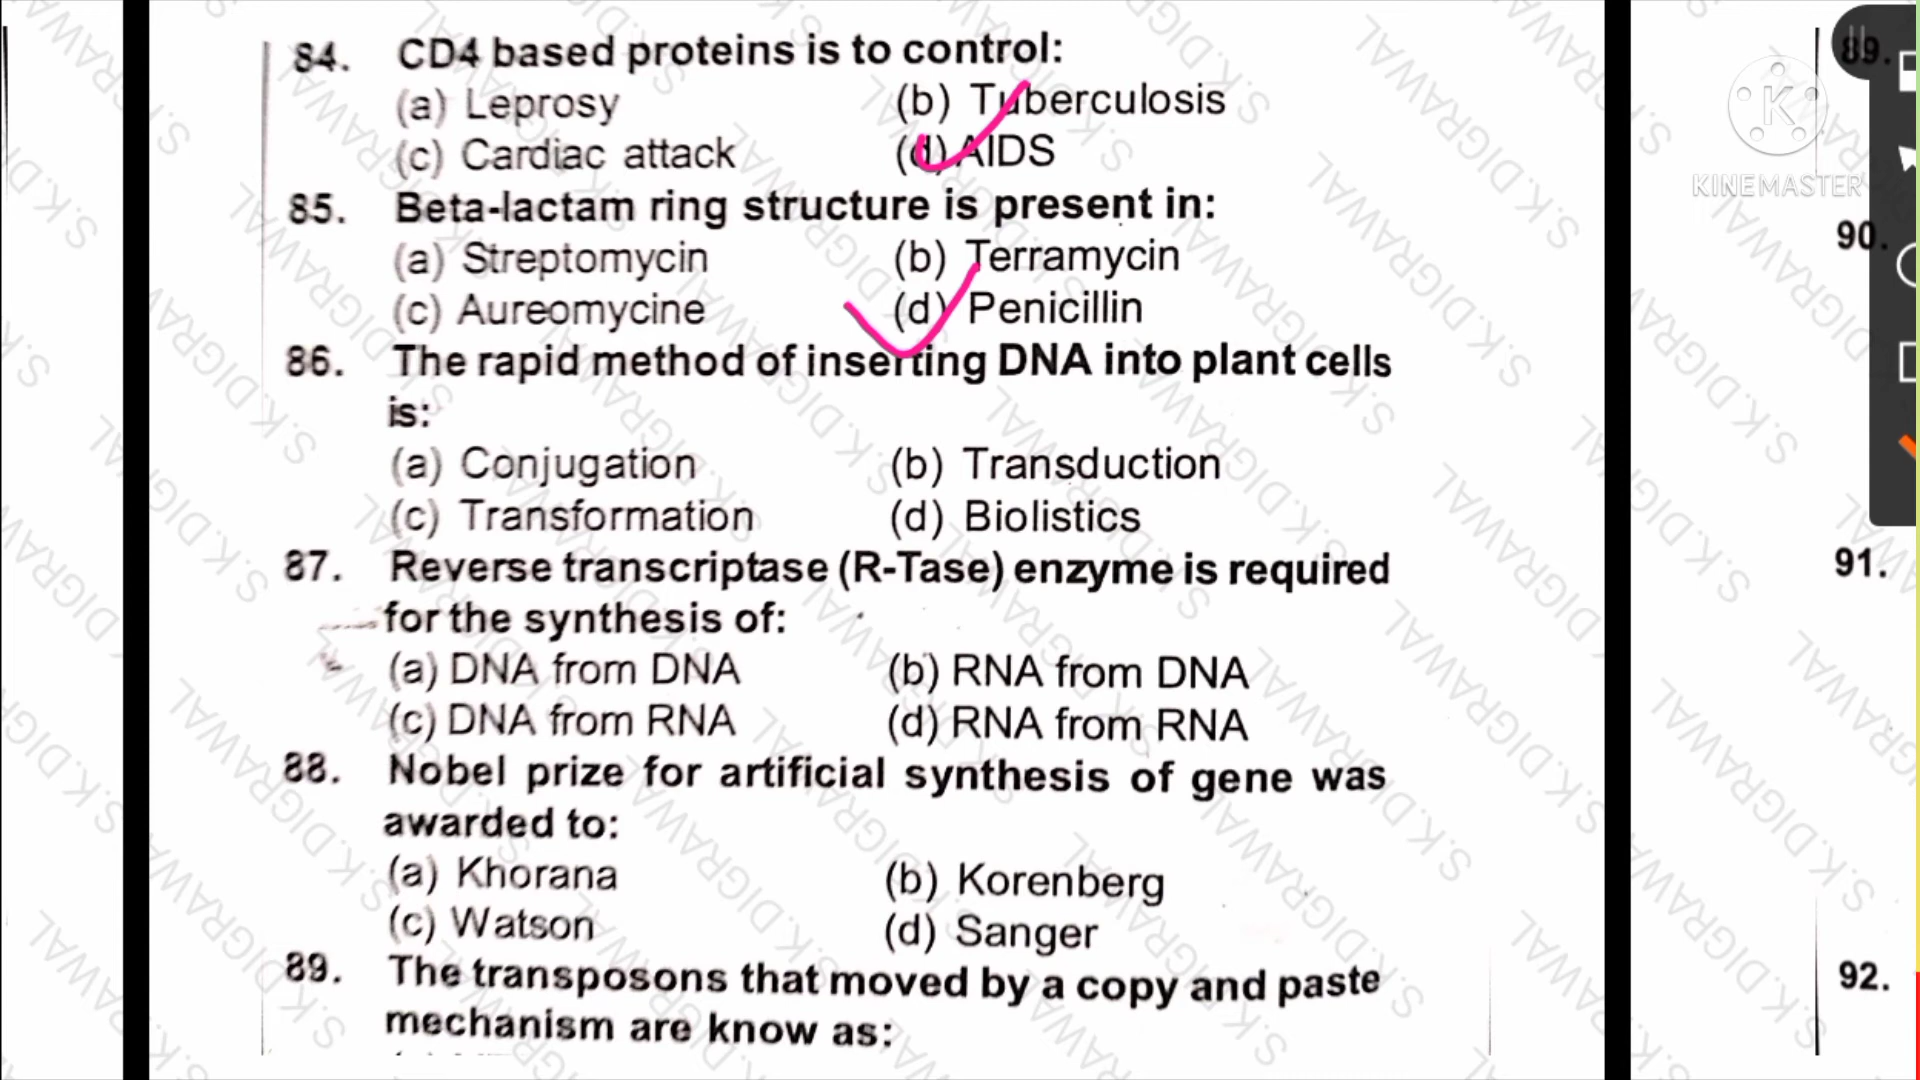 84. CD4 based proteins is to control:
(a) Leprosy (b) Tuberculosis
(c) Cardiac attack (d) AIDS
85. Beta-lactam ring structure is present in:
(a) Streptomycin (b) Terramycin
(c) Aureomycine (d) Penicillin
86. The rapid method of inserting DNA into plant cells
is:
(a) Conjugation (b) Transduction
(c) Transformation (d) Biolistics
87. Reverse transcriptase (R-Tase) enzyme is required
for the synthesis of:
(a) DNA from DNA (b) RNA from DNA
(c) DNA from RNA (d) RNA from RNA
88. Nobel prize for artificial synthesis of gene was
awarded to:
(a) Khorana (b) Korenberg
(c) Watson (d) Sanger
89. The transposons that moved by a copy and paste
mechanism are know as:
89.
90.
91.
92.
K
KINEMASTER
S.K.DIGRAWAL